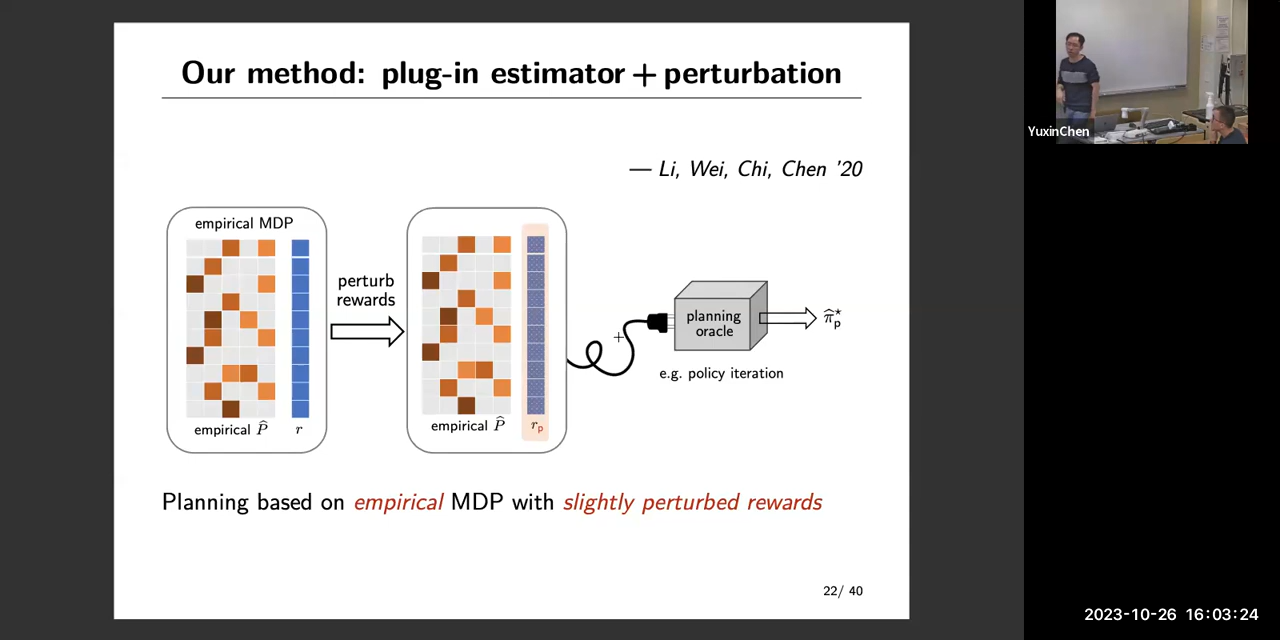 Our method: plug-in estimator + perturbation
— Li, Wei, Chi, Chen '20
empirical MDP
perturb
rewards
planning
oracle
π̂*p
e.g. policy iteration
empirical P̂
r
empirical P̂
rp
Planning based on empirical MDP with slightly perturbed rewards
22/ 40
YuxinChen
2023-10-26 16:03:24